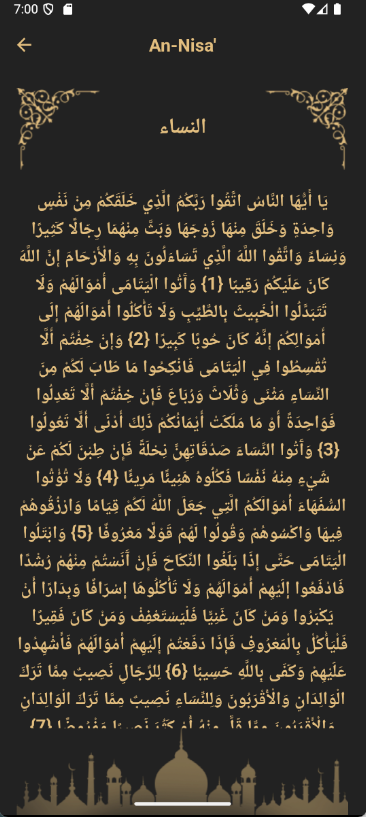 7:00
An-Nisa'
النساء
يَا أَيُّهَا النَّاسُ اتَّقُوا رَبَّكُمُ الَّذِي خَلَقَكُمْ مِنْ نَفْسٍ
وَاحِدَةٍ وَخَلَقَ مِنْهَا زَوْجَهَا وَبَثَّ مِنْهُمَا رِجَالًا كَثِيرًا
وَنِسَاءً وَاتَّقُوا اللَّهَ الَّذِي تَسَاءَلُونَ بِهِ وَالْأَرْحَامَ إِنَّ اللَّهَ
كَانَ عَلَيْكُمْ رَقِيبًا {1} وَآتُوا الْيَتَامَى أَمْوَالَهُمْ وَلَا
تَتَبَدَّلُوا الْخَبِيثَ بِالطَّيِّبِ وَلَا تَأْكُلُوا أَمْوَالَهُمْ إِلَى
أَمْوَالِكُمْ إِنَّهُ كَانَ حُوبًا كَبِيرًا {2} وَإِنْ خِفْتُمْ أَلَّا
تُقْسِطُوا فِي الْيَتَامَى فَانْكِحُوا مَا طَابَ لَكُمْ مِنَ
النِّسَاءِ مَثْنَى وَثُلَاثَ وَرُبَاعَ فَإِنْ خِفْتُمْ أَلَّا تَعْدِلُوا
فَوَاحِدَةً أَوْ مَا مَلَكَتْ أَيْمَانُكُمْ ذَلِكَ أَدْنَى أَلَّا تَعُولُوا
{3} وَآتُوا النِّسَاءَ صَدُقَاتِهِنَّ نِحْلَةً فَإِنْ طِبْنَ لَكُمْ عَنْ
شَيْءٍ مِنْهُ نَفْسًا فَكُلُوهُ هَنِيئًا مَرِيئًا {4} وَلَا تُؤْتُوا
السُّفَهَاءَ أَمْوَالَكُمُ الَّتِي جَعَلَ اللَّهُ لَكُمْ قِيَامًا وَارْزُقُوهُمْ
فِيهَا وَاكْسُوهُمْ وَقُولُوا لَهُمْ قَوْلًا مَعْرُوفًا {5} وَابْتَلُوا
الْيَتَامَى حَتَّى إِذَا بَلَغُوا النِّكَاحَ فَإِنْ آنَسْتُمْ مِنْهُمْ رُشْدًا
فَادْفَعُوا إِلَيْهِمْ أَمْوَالَهُمْ وَلَا تَأْكُلُوهَا إِسْرَافًا وَبِدَارًا أَنْ
يَكْبَرُوا وَمَنْ كَانَ غَنِيًّا فَلْيَسْتَعْفِفْ وَمَنْ كَانَ فَقِيرًا
فَلْيَأْكُلْ بِالْمَعْرُوفِ فَإِذَا دَفَعْتُمْ إِلَيْهِمْ أَمْوَالَهُمْ فَأَشْهِدُوا
عَلَيْهِمْ وَكَفَى بِاللَّهِ حَسِيبًا {6} لِلرِّجَالِ نَصِيبٌ مِمَّا تَرَكَ
الْوَالِدَانِ وَالْأَقْرَبُونَ وَلِلنِّسَاءِ نَصِيبٌ مِمَّا تَرَكَ الْوَالِدَانِ
وَالْأَقْرَبُونَ مِمَّا قَلَّ مِنْهُ أَوْ كَثُرَ نَصِيبًا مَفْرُوضًا {7}